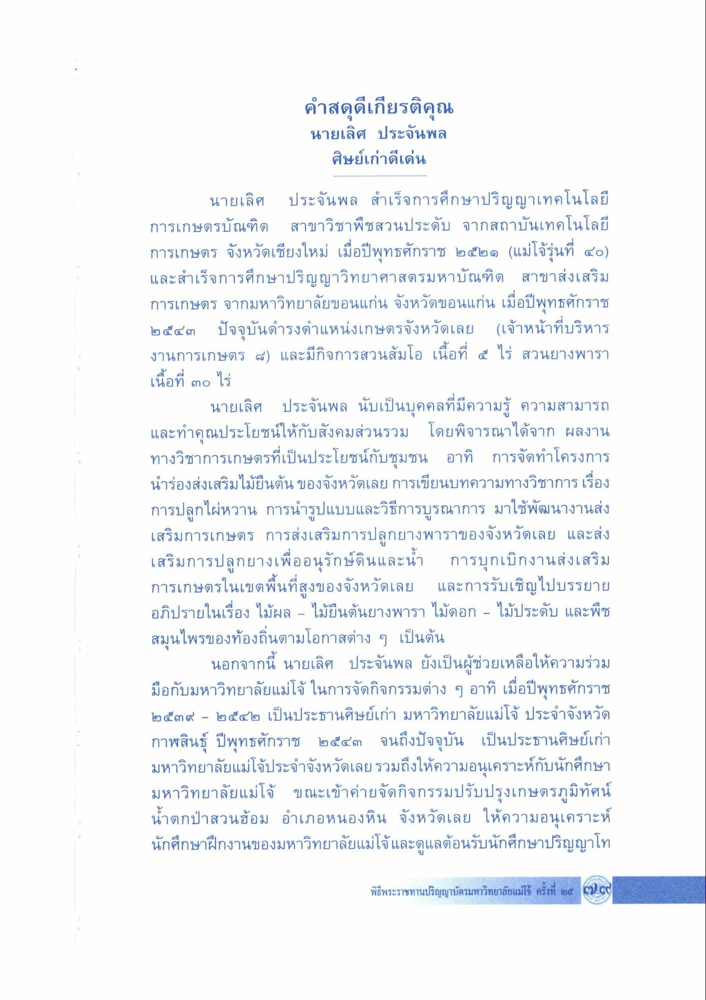 คำสดุดีเกียรติคุณ
นายเลิศ ประจันพล
ศิษย์เก่าดีเด่น
นายเลิศ ประจันพล สำเร็จการศึกษาปริญญาเทคโนโลยี
การเกษตรบัณฑิต สาขาวิชาพืชสวนประดับ จากสถาบันเทคโนโลยี
การเกษตร จังหวัดเชียงใหม่ เมื่อปีพุทธศักราช ๒๕๒๑ (แม่โจ้รุ่นที่ ๔๐)
และสำเร็จการศึกษาปริญญาวิทยาศาสตรมหาบัณฑิต สาขาส่งเสริม
การเกษตร จากมหาวิทยาลัยขอนแก่น จังหวัดขอนแก่น เมื่อปีพุทธศักราช
๒๕๔๓ ปัจจุบันดำรงตำแหน่งเกษตรจังหวัดเลย (เจ้าหน้าที่บริหาร
งานการเกษตร ๘) และมีกิจการสวนส้มโอ เนื้อที่ ๕ ไร่ สวนยางพารา
เนื้อที่ ๓๐ ไร่
นายเลิศ ประจันพล นับเป็นบุคคลที่มีความรู้ ความสามารถ
และทำคุณประโยชน์ให้กับสังคมส่วนรวม โดยพิจารณาได้จาก ผลงาน
ทางวิชาการเกษตรที่เป็นประโยชน์กับชุมชน อาทิ การจัดทำโครงการ
นำร่องส่งเสริมไม้ยืนต้น ของจังหวัดเลย การเขียนบทความทางวิชาการ เรื่อง
การปลูกไผ่หวาน การนำรูปแบบและวิธีการบูรณาการ มาใช้พัฒนางานส่ง
เสริมการเกษตร การส่งเสริมการปลูกยางพาราของจังหวัดเลย และส่ง
เสริมการปลูกยางเพื่ออนุรักษ์ดินและน้ำ การบุกเบิกงานส่งเสริม
การเกษตรในเขตพื้นที่สูงของจังหวัดเลย และการรับเชิญไปบรรยาย
อภิปรายในเรื่อง ไม้ผล – ไม้ยืนต้นยางพารา ไม้ดอก – ไม้ประดับ และพืช
สมุนไพรของท้องถิ่นตามโอกาสต่าง ๆ เป็นต้น
นอกจากนี้ นายเลิศ ประจันพล ยังเป็นผู้ช่วยเหลือให้ความร่วม
มือกับมหาวิทยาลัยแม่โจ้ ในการจัดกิจกรรมต่าง ๆ อาทิ เมื่อปีพุทธศักราช
๒๕๓๙ – ๒๕๔๒ เป็นประธานศิษย์เก่า มหาวิทยาลัยแม่โจ้ ประจำจังหวัด
กาฬสินธุ์ ปีพุทธศักราช ๒๕๔๓ จนถึงปัจจุบัน เป็นประธานศิษย์เก่า
มหาวิทยาลัยแม่โจ้ประจำจังหวัดเลย รวมถึงให้ความอนุเคราะห์กับนักศึกษา
มหาวิทยาลัยแม่โจ้ ขณะเข้าค่ายจัดกิจกรรมปรับปรุงเกษตรภูมิทัศน์
น้ำตกป่าสวนฮ้อม อำเภอหนองหิน จังหวัดเลย ให้ความอนุเคราะห์
นักศึกษาฝึกงานของมหาวิทยาลัยแม่โจ้และดูแลต้อนรับนักศึกษาปริญญาโท
พิธีพระราชทานปริญญาบัตรมหาวิทยาลัยแม่โจ้ ครั้งที่ ๒๕ ๗๙